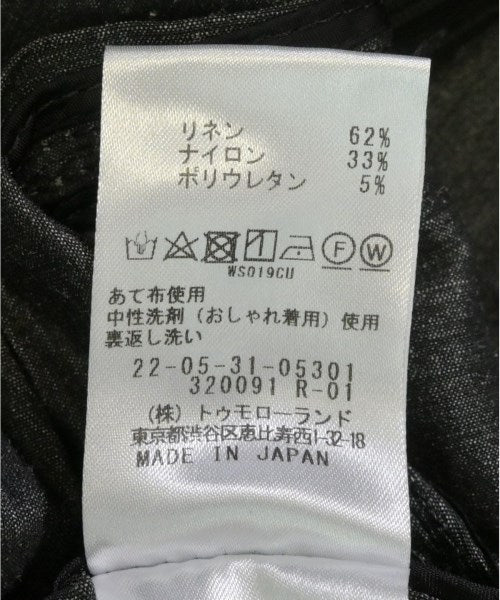 リネン 62%
ナイロン 33%
ポリウレタン 5%
F W
WS019CU
あて布使用
中性洗剤（おしゃれ着用）使用
裏返し洗い
22-05-31-05301
320091 R-01
（株）トゥモローランド
東京都渋谷区恵比寿西1-32-18
MADE IN JAPAN